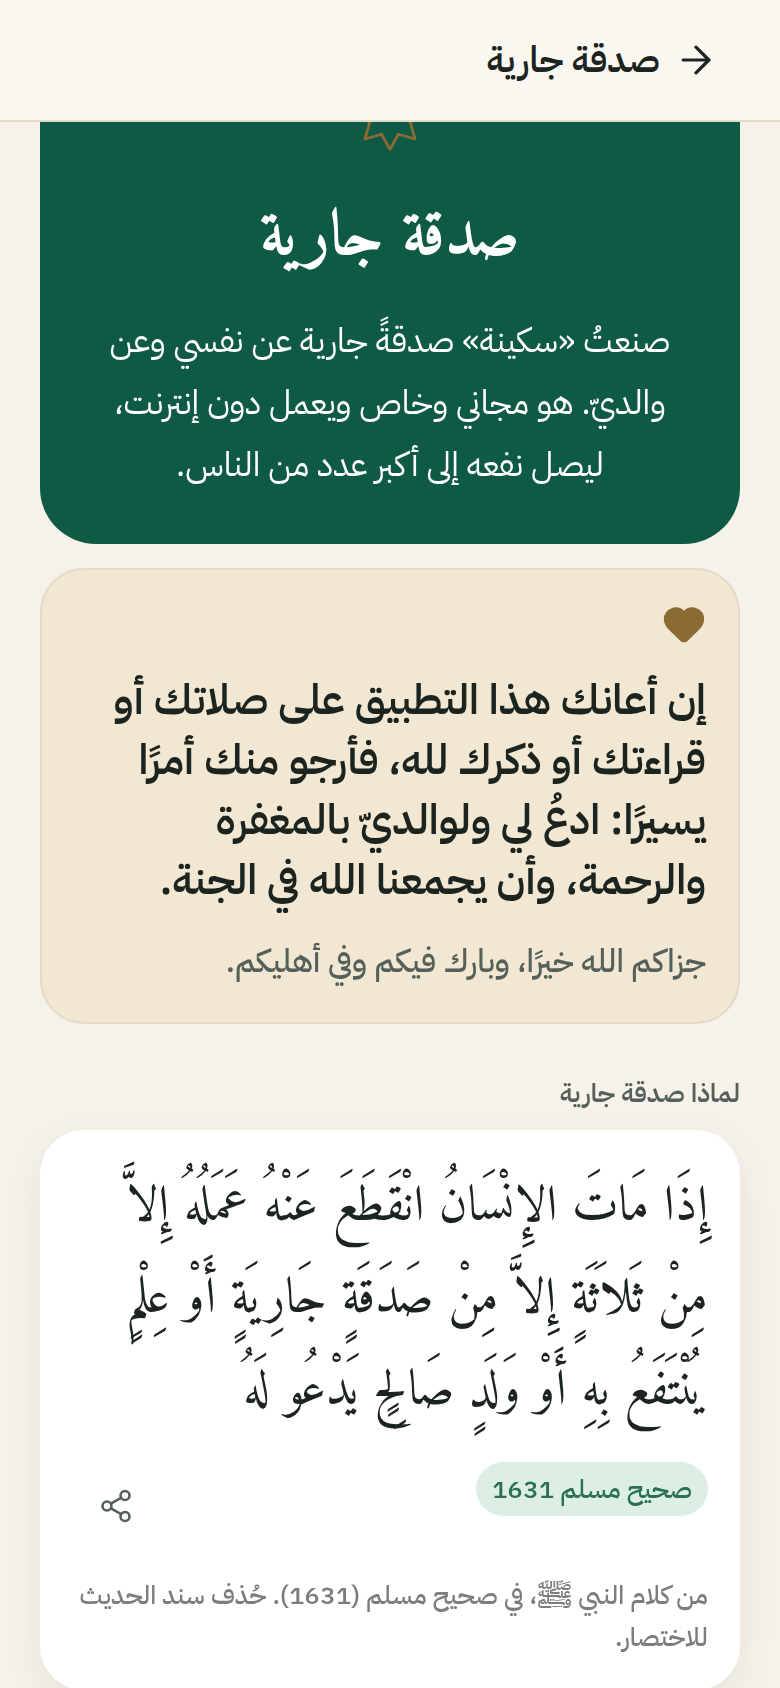 صدقة جارية
صدقة جارية
صنعتُ «سكينة» صدقةً جارية عن نفسي وعن
والديّ. هو مجاني وخاص ويعمل دون إنترنت،
ليصل نفعه إلى أكبر عدد من الناس.
إن أعانك هذا التطبيق على صلاتك أو
قراءتك أو ذكرك لله، فأرجو منك أمرًا
يسيرًا: ادعُ لي ولوالديّ بالمغفرة
والرحمة، وأن يجمعنا الله في الجنة.
جزاكم الله خيرًا، وبارك فيكم وفي أهليكم.
لماذا صدقة جارية
إِذَا مَاتَ الإِنْسَانُ انْقَطَعَ عَنْهُ عَمَلُهُ إِلاَّ
مِنْ ثَلاَثَةٍ إِلاَّ مِنْ صَدَقَةٍ جَارِيَةٍ أَوْ عِلْمٍ
يُنْتَفَعُ بِهِ أَوْ وَلَدٍ صَالِحٍ يَدْعُو لَهُ
صحيح مسلم 1631
من كلام النبي ﷺ، في صحيح مسلم (1631). حُذف سند الحديث
للاختصار.